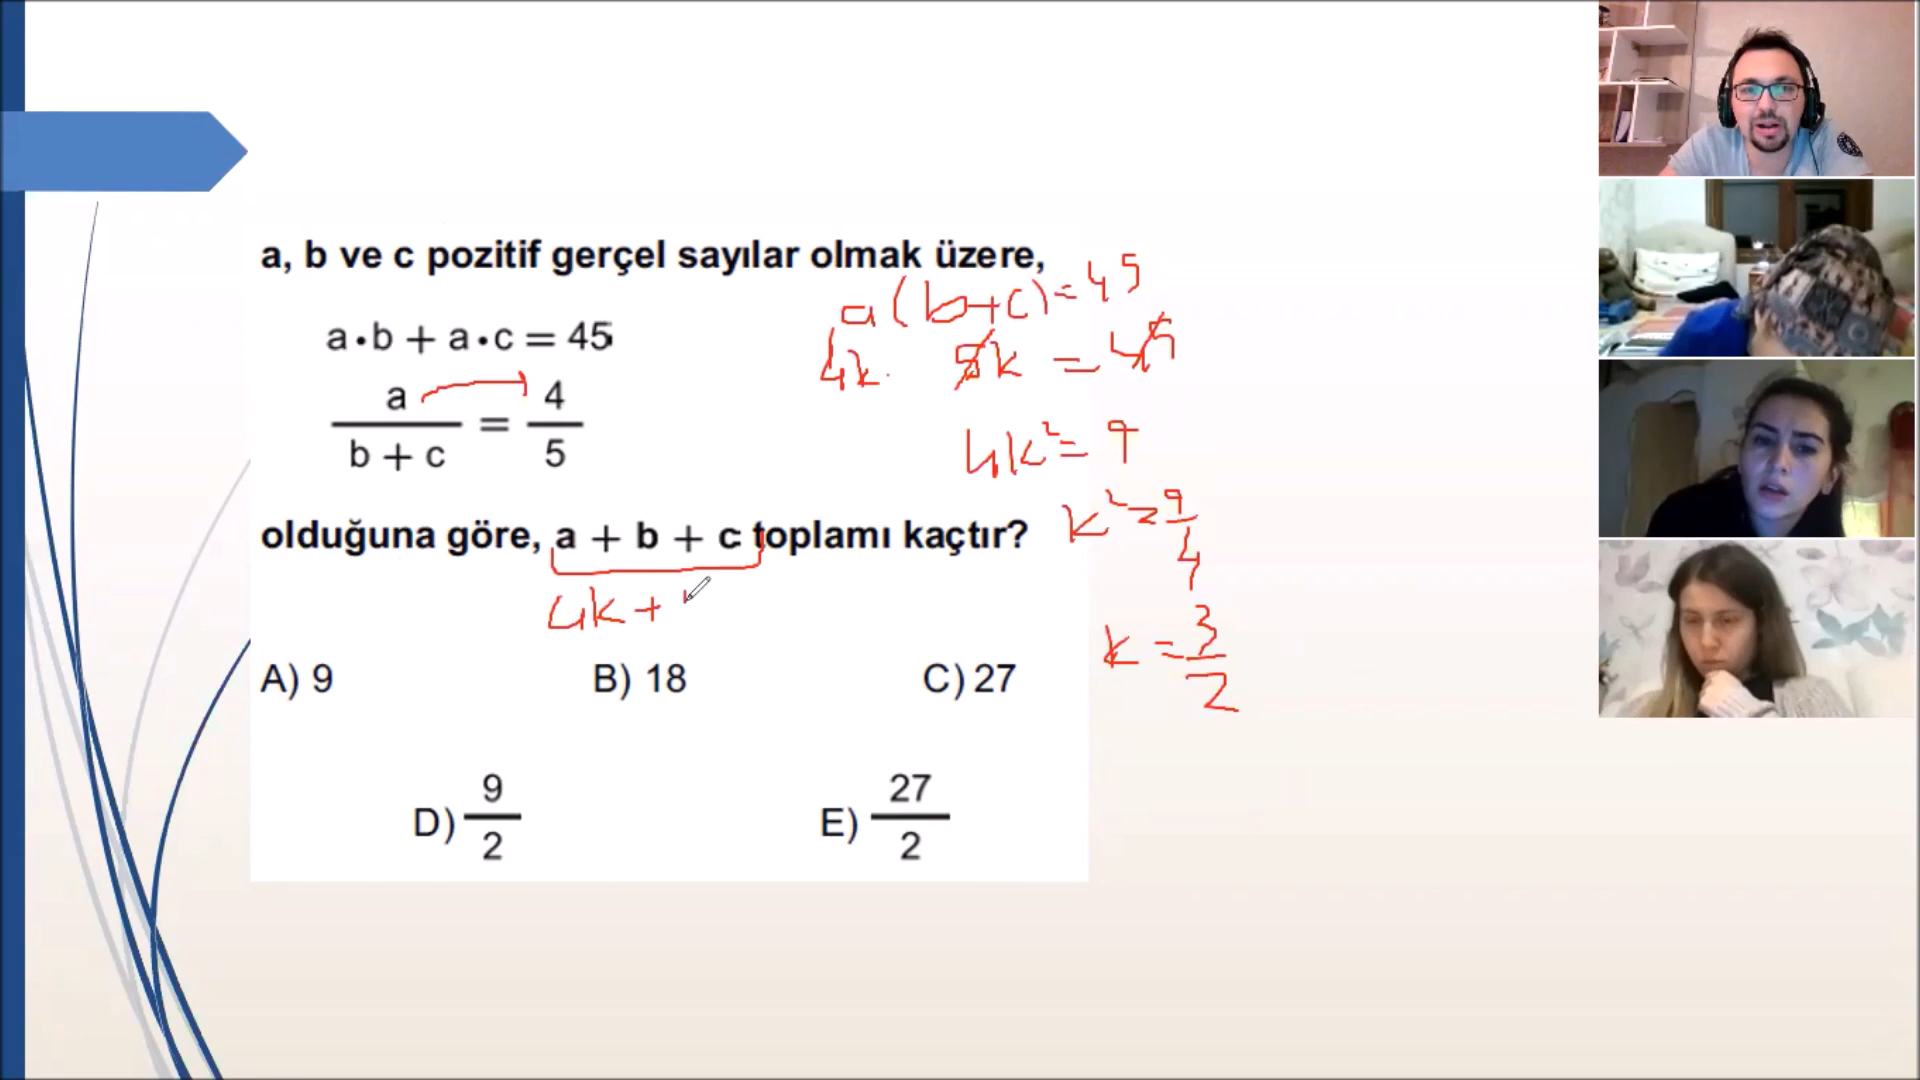 a, b ve c pozitif gerçel sayılar olmak üzere,
a(b+c)=45
a·b + a·c = 45
4k. 5k = 45
a/(b+c) = 4/5
4k²=9
k²=9/4
olduğuna göre, a + b + c toplamı kaçtır?
4k+
k=3/2
A) 9 B) 18 C) 27
D) 9/2 E) 27/2